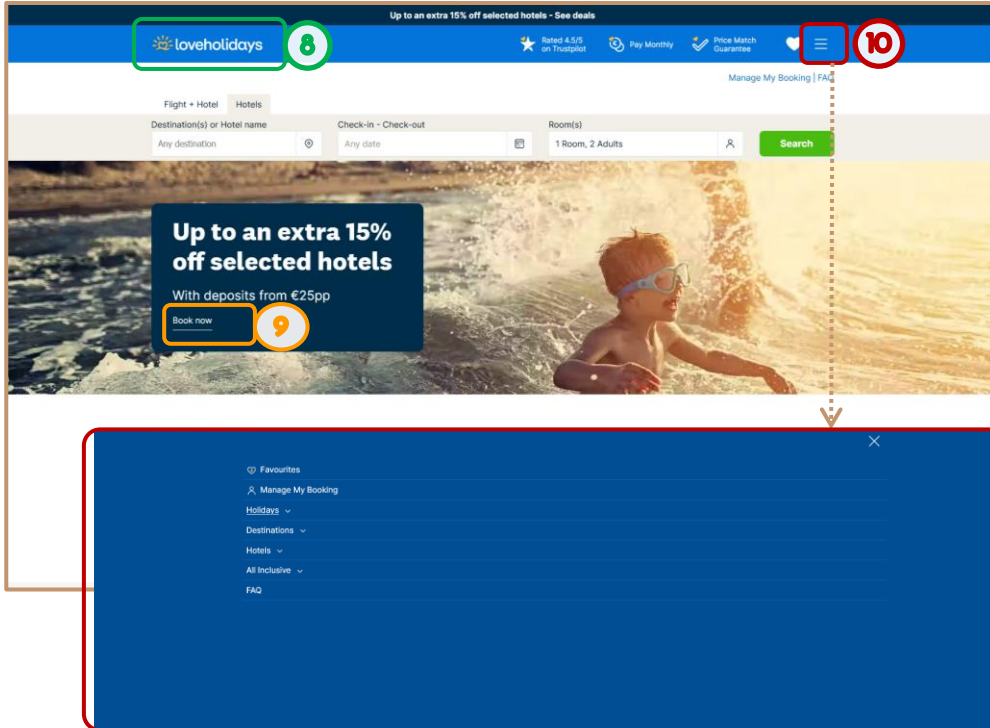 Up to an extra 15% off selected hotels - See deals
loveholidays
8
Rated 4.5/5
on Trustpilot
Pay Monthly
Price Match
Guarantee
10
Manage My Booking | FAQ
Flight + Hotel Hotels
Destination(s) or Hotel name Check-in - Check-out Room(s)
Any destination Any date 1 Room, 2 Adults Search
Up to an extra 15%
off selected hotels
With deposits from €25pp
Book now
9
Favourites
Manage My Booking
Holidays
Destinations
Hotels
All Inclusive
FAQ